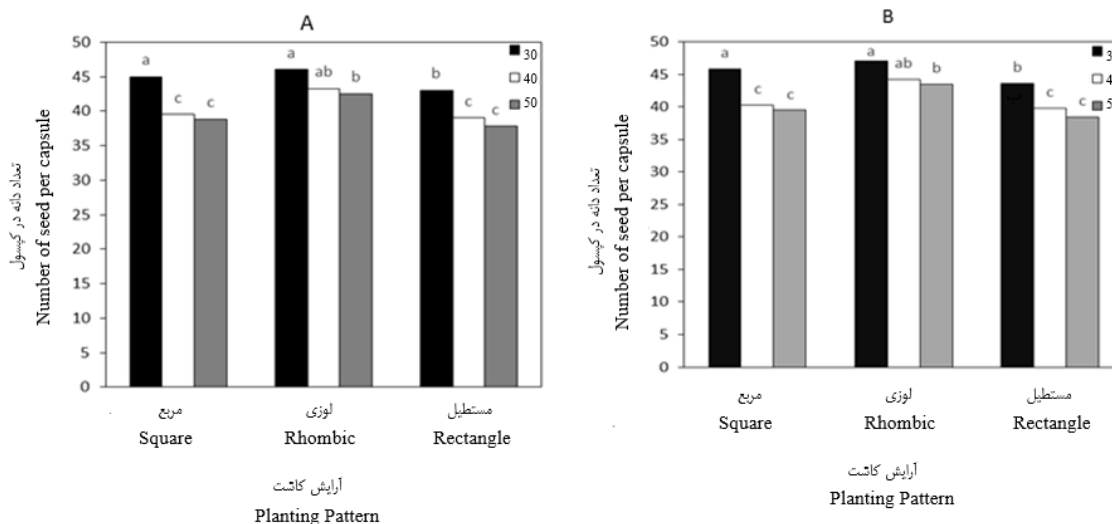 A
تعداد دانه در کپسول
Number of seed per capsule
50
45
40
35
30
25
20
15
10
5
0
a
c
c
a
ab
b
b
c
c
30
40
50
مربع
لوزی
مستطیل
Square
Rhombic
Rectangle
آرایش کاشت
Planting Pattern
B
تعداد دانه در کپسول
Number of seed per capsule
50
45
40
35
30
25
20
15
10
5
0
a
c
c
a
ab
b
b
c
c
3
4
5
مربع
لوزی
مستطیل
Square
Rhombic
Rectangle
آرایش کاشت
Planting Pattern